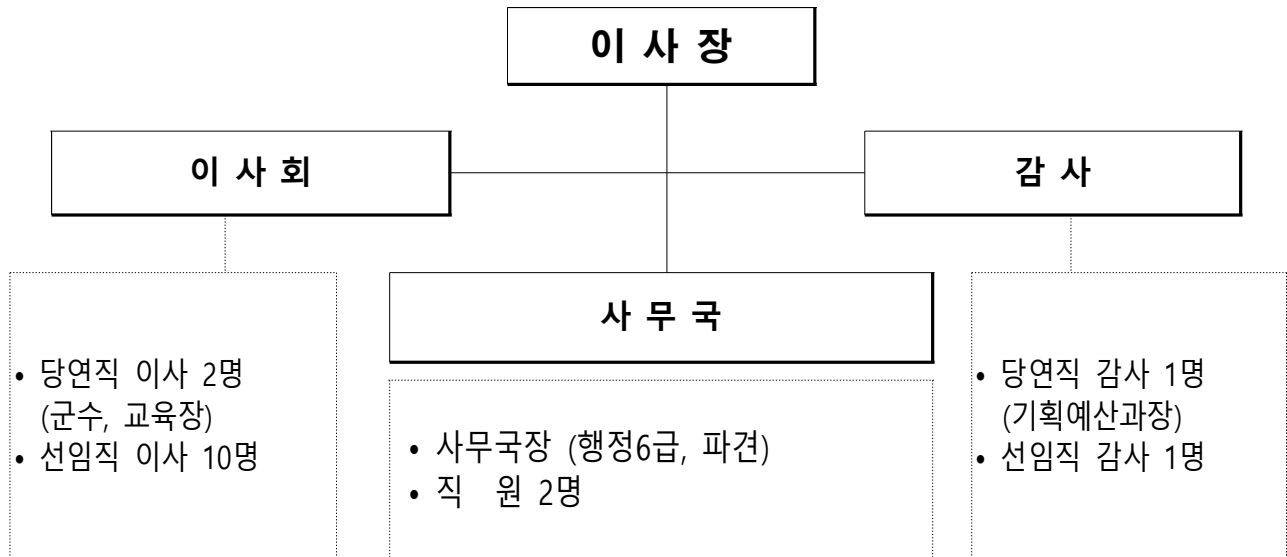 이 사 장
이 사 회
감 사
사 무 국
• 당연직 이사 2명
(군수, 교육장)
• 선임직 이사 10명
• 사무국장 (행정6급, 파견)
• 직 원 2명
• 당연직 감사 1명
(기획예산과장)
• 선임직 감사 1명